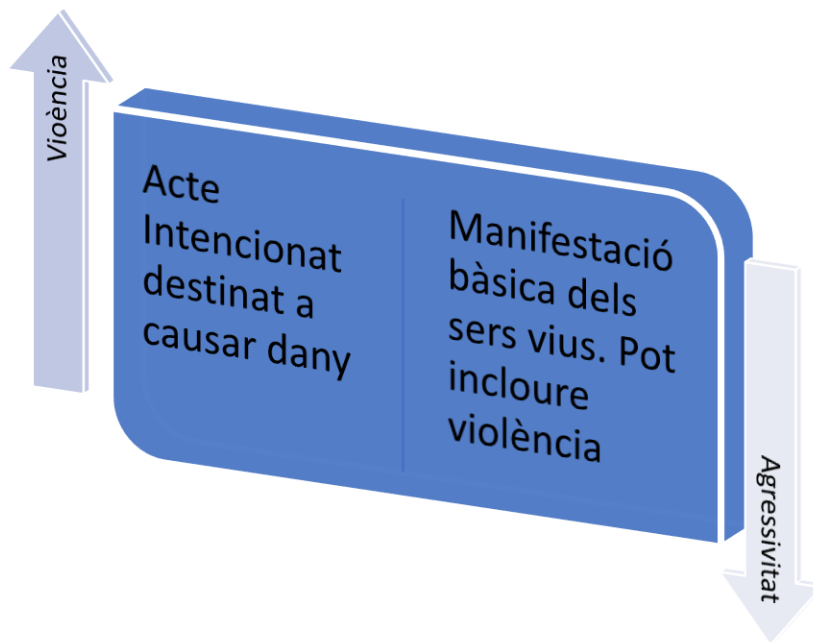 Vioència
Acte
Intencionat
destinat a
causar dany
Manifestació
bàsica dels
sers vius. Pot
incloure
violència
Agressivitat